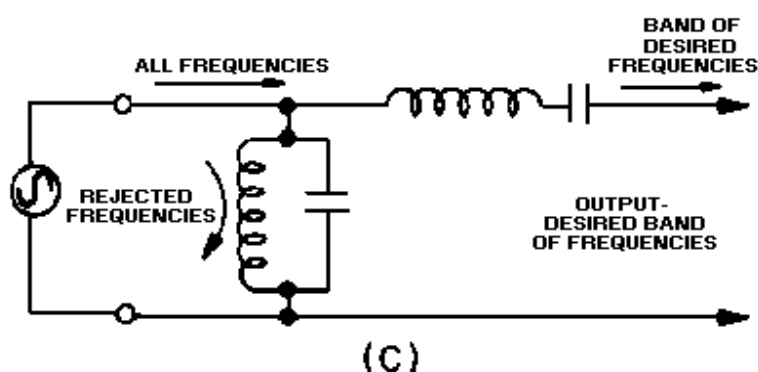 BAND OF
DESIRED
FREQUENCIES
ALL FREQUENCIES
REJECTED
FREQUENCIES
OUTPUT-
DESIRED BAND
OF FREQUENCIES
(C)